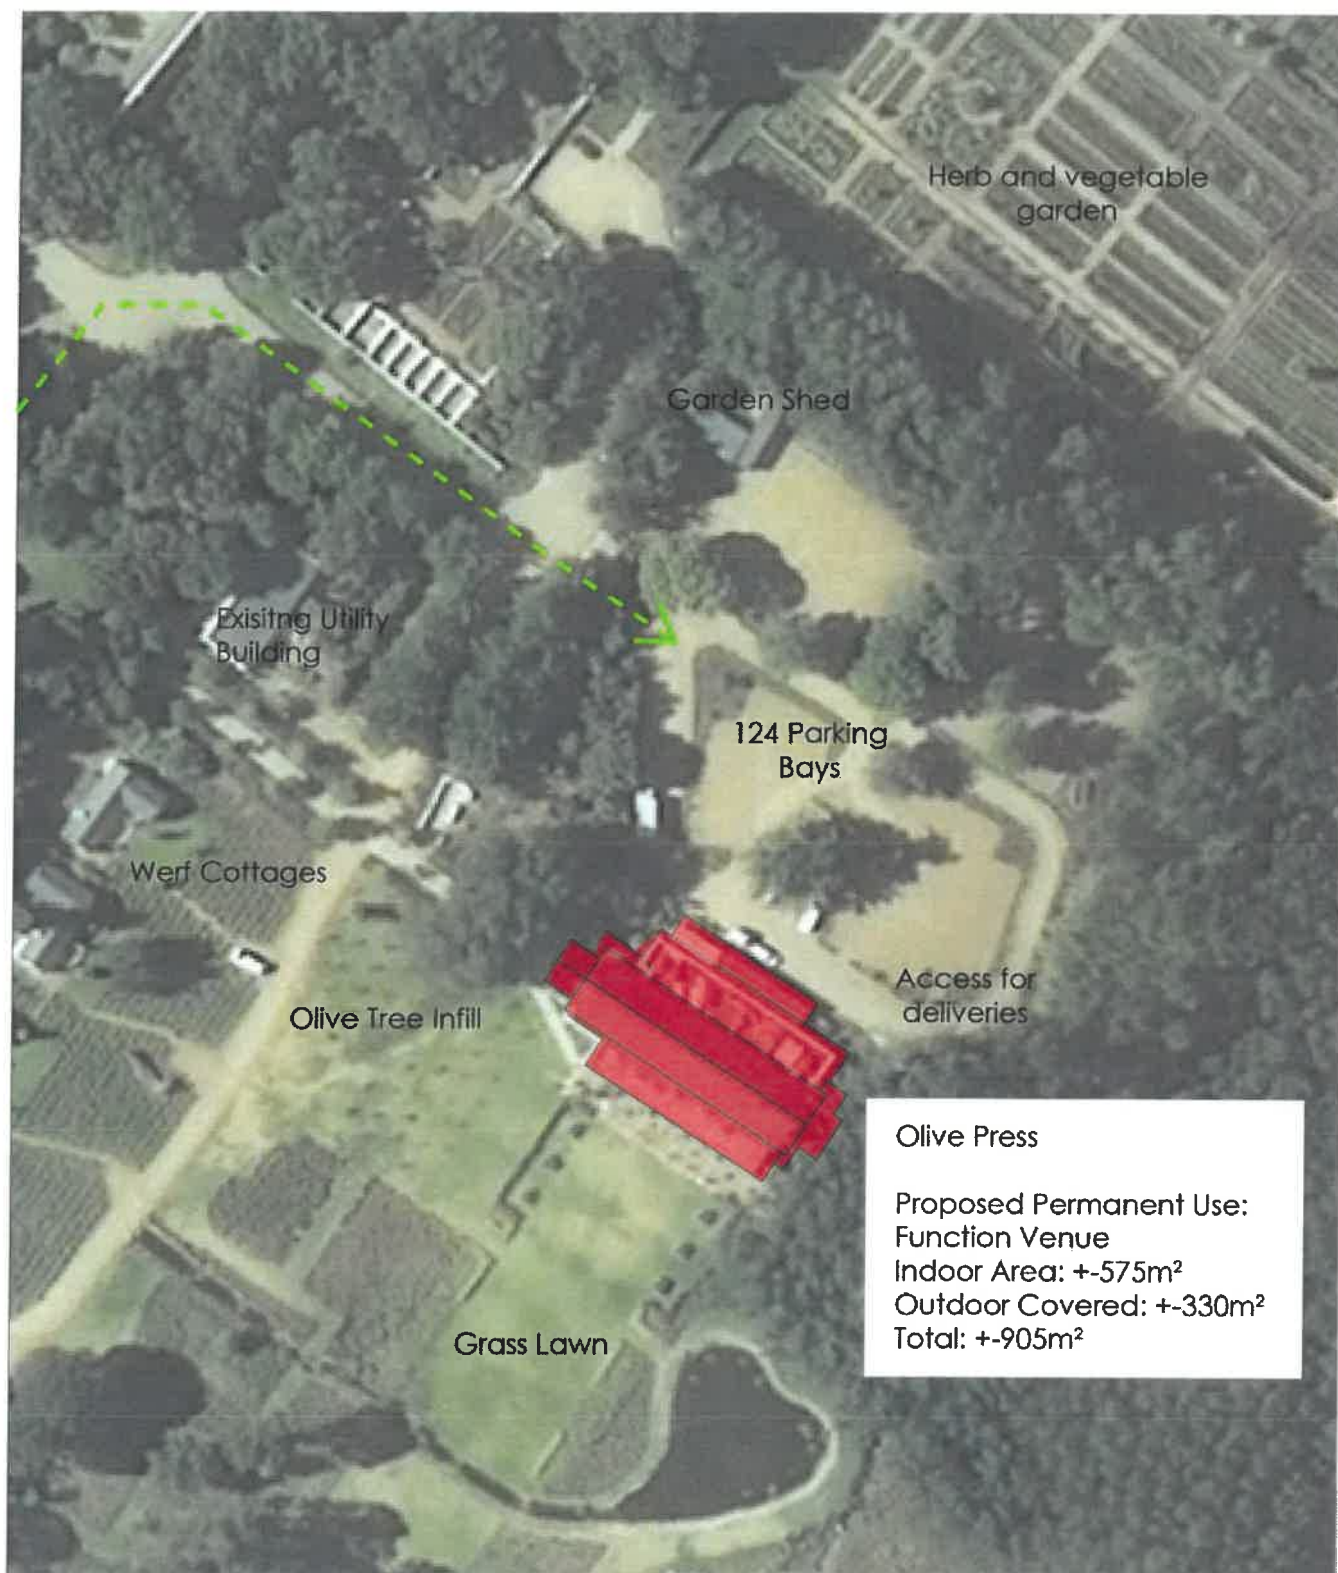 Herb and vegetable
garden
Garden Shed
Exisitng Utility
Building
124 Parking
Bays
Werf Cottages
Access for
deliveries
Olive Tree Infill
Olive Press
Proposed Permanent Use:
Function Venue
Indoor Area: +-575m²
Outdoor Covered: +-330m²
Total: +-905m²
Grass Lawn